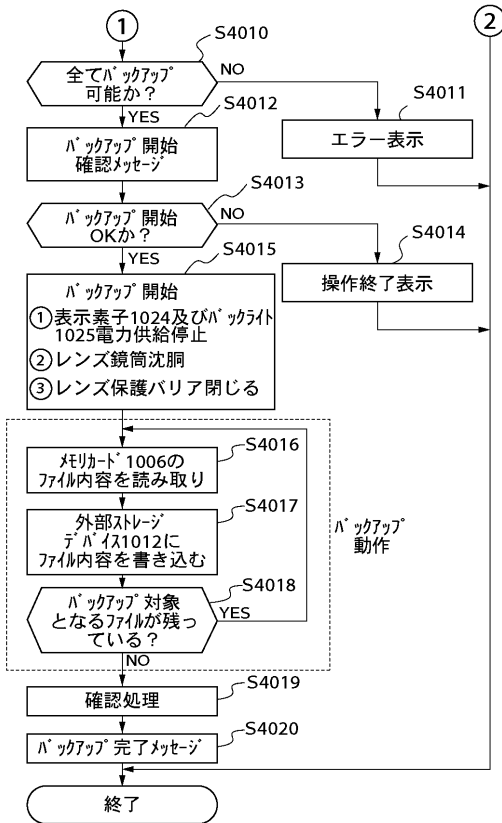 ①
②
S4010
全てバックアップ
可能か？
NO
YES
S4011
エラー表示
S4012
バックアップ開始
確認メッセージ
S4013
バックアップ開始
OKか？
NO
YES
S4014
操作終了表示
S4015
バックアップ開始
①表示素子1024及びバックライト
1025電力供給停止
②レンズ鏡筒沈胴
③レンズ保護バリア閉じる
S4016
メモリカード1006の
ファイル内容を読み取り
S4017
外部ストレージ
デバイス1012に
ファイル内容を書き込む
バックアップ
動作
S4018
バックアップ対象
となるファイルが残っ
ている？
YES
NO
S4019
確認処理
S4020
バックアップ完了メッセージ
終了